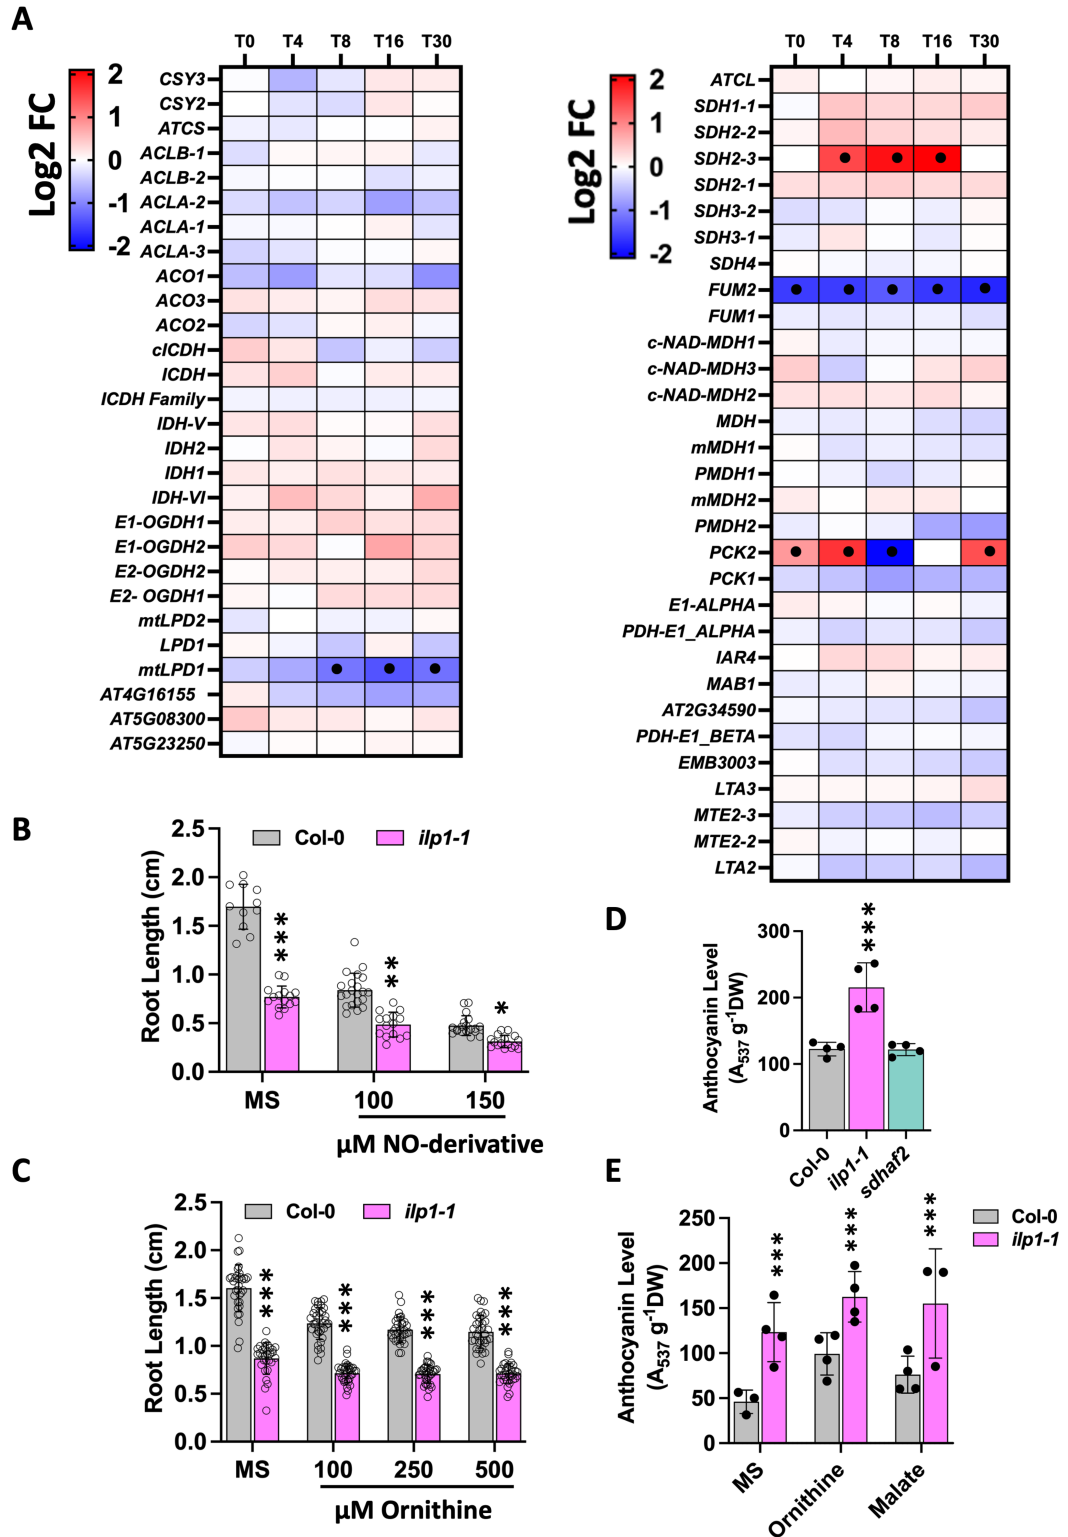 A
T0 T4 T8 T16 T30
Log2 FC
2
1
0
-1
-2
CSY3
CSY2
ATCS
ACLB-1
ACLB-2
ACLA-2
ACLA-1
ACLA-3
ACO1
ACO3
ACO2
cICDH
ICDH
ICDH Family
IDH-V
IDH2
IDH1
IDH-VI
E1-OGDH1
E1-OGDH2
E2-OGDH2
E2- OGDH1
mtLPD2
LPD1
mtLPD1
AT4G16155
AT5G08300
AT5G23250
T0 T4 T8 T16 T30
Log2 FC
2
1
0
-1
-2
ATCL
SDH1-1
SDH2-2
SDH2-3
SDH2-1
SDH3-2
SDH3-1
SDH4
FUM2
FUM1
c-NAD-MDH1
c-NAD-MDH3
c-NAD-MDH2
MDH
mMDH1
PMDH1
mMDH2
PMDH2
PCK2
PCK1
E1-ALPHA
PDH-E1_ALPHA
IAR4
MAB1
AT2G34590
PDH-E1_BETA
EMB3003
LTA3
MTE2-3
MTE2-2
LTA2
B
Col-0 ilp1-1
Root Length (cm)
2.5
2.0
1.5
1.0
0.5
0.0
***
**
*
MS 100 150
µM NO-derivative
C
Col-0 ilp1-1
Root Length (cm)
2.5
2.0
1.5
1.0
0.5
0.0
***
***
***
***
MS 100 250 500
µM Ornithine
D
Anthocyanin Level
(A537 g-1DW)
300
200
100
0
***
Col-0
ilp1-1
sdhaf2
E
Col-0
ilp1-1
Anthocyanin Level
(A537 g-1DW)
250
200
150
100
50
0
***
***
***
MS
Ornithine
Malate